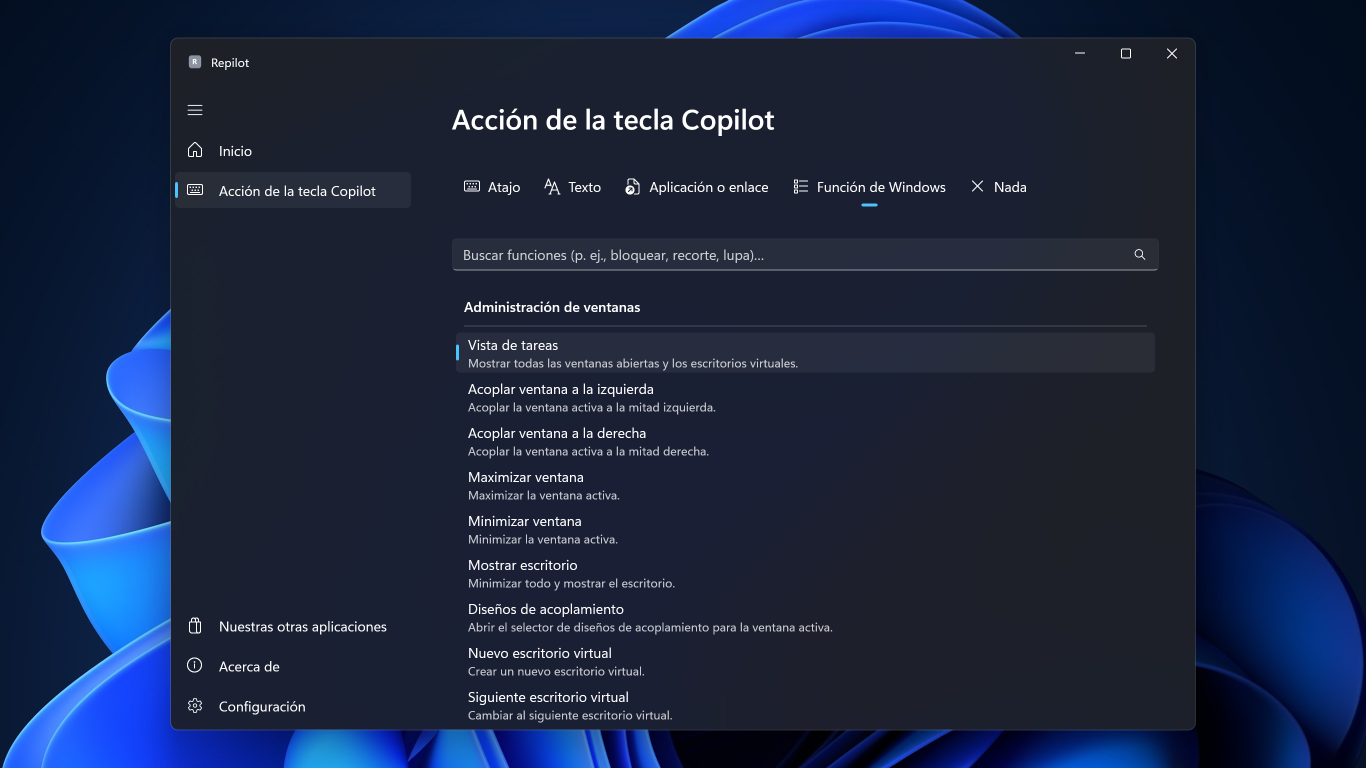 Repilot
Inicio
Acción de la tecla Copilot
Nuestras otras aplicaciones
Acerca de
Configuración
Acción de la tecla Copilot
Atajo
Texto
Aplicación o enlace
Función de Windows
Nada
Buscar funciones (p. ej., bloquear, recorte, lupa)...
Administración de ventanas
Vista de tareas
Mostrar todas las ventanas abiertas y los escritorios virtuales.
Acoplar ventana a la izquierda
Acoplar la ventana activa a la mitad izquierda.
Acoplar ventana a la derecha
Acoplar la ventana activa a la mitad derecha.
Maximizar ventana
Maximizar la ventana activa.
Minimizar ventana
Minimizar la ventana activa.
Mostrar escritorio
Minimizar todo y mostrar el escritorio.
Diseños de acoplamiento
Abrir el selector de diseños de acoplamiento para la ventana activa.
Nuevo escritorio virtual
Crear un nuevo escritorio virtual.
Siguiente escritorio virtual
Cambiar al siguiente escritorio virtual.